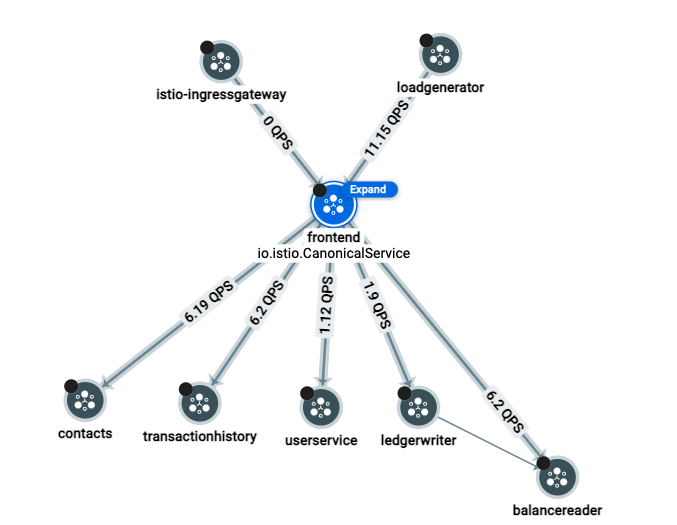 istio-ingressgateway
loadgenerator
0 QPS
11.15 QPS
Expand
frontend
io.istio.CanonicalService
6.19 QPS
6.2 QPS
1.12 QPS
1.9 QPS
6.2 QPS
contacts
transactionhistory
userservice
ledgerwriter
balancereader